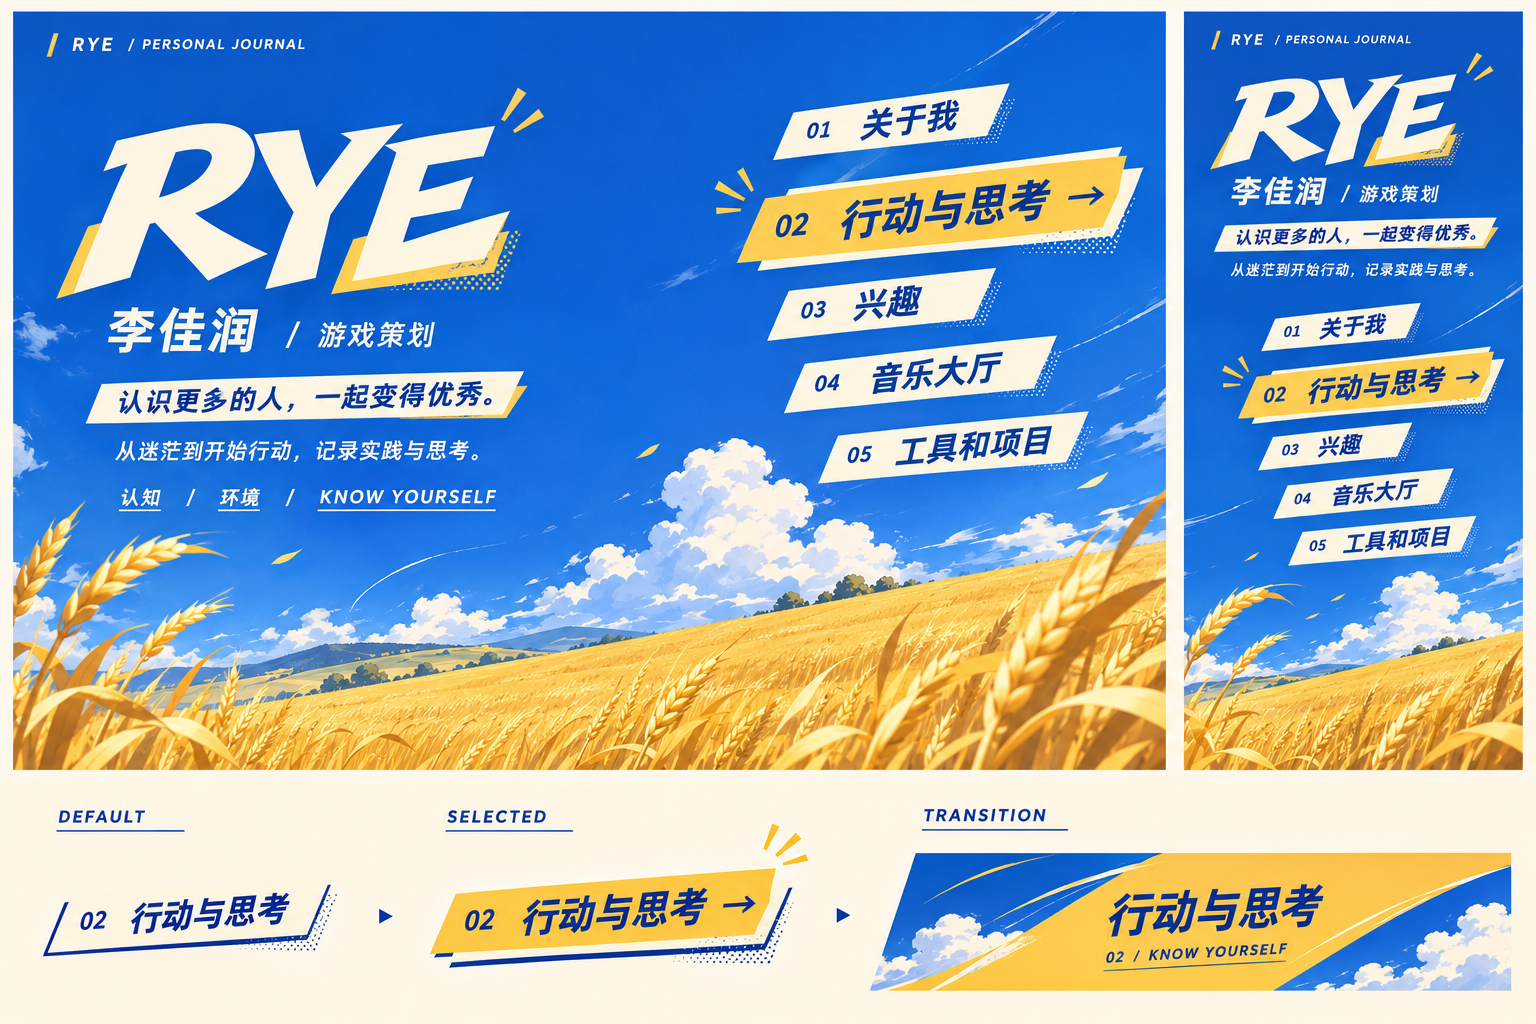 RYE / PERSONAL JOURNAL
RYE
李佳润 / 游戏策划
认识更多的人，一起变得优秀。
从迷茫到开始行动，记录实践与思考。
认知 / 环境 / KNOW YOURSELF
01 关于我
02 行动与思考 →
03 兴趣
04 音乐大厅
05 工具和项目
RYE / PERSONAL JOURNAL
RYE
李佳润 / 游戏策划
认识更多的人，一起变得优秀。
从迷茫到开始行动，记录实践与思考。
01 关于我
02 行动与思考 →
03 兴趣
04 音乐大厅
05 工具和项目
DEFAULT
02 行动与思考
SELECTED
02 行动与思考 →
TRANSITION
行动与思考
02 / KNOW YOURSELF